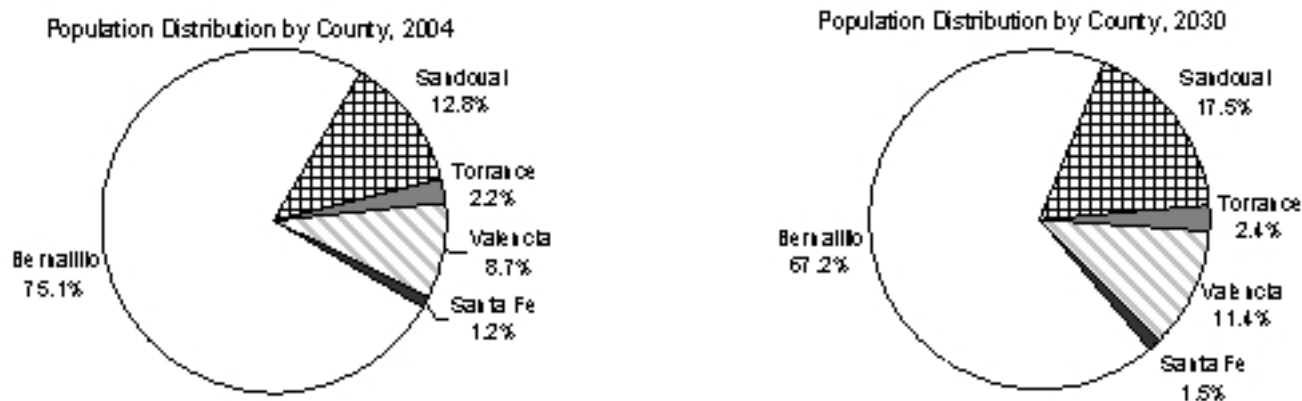 Population Distribution by County, 2004
Sandoval
12.8%
Torrance
2.2%
Valencia
8.7%
Santa Fe
1.2%
Bernalillo
75.1%
Population Distribution by County, 2030
Sandoval
17.5%
Torrance
2.4%
Valencia
11.4%
Santa Fe
1.5%
Bernalillo
67.2%